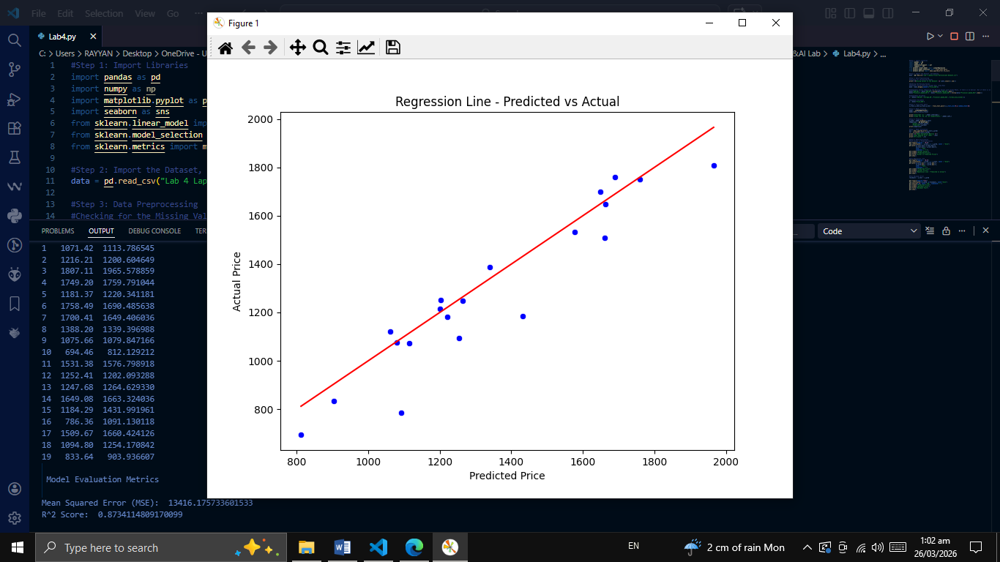 File Edit Selection View Go ···
Lab4.py
C: > Users > RAYYAN > Desktop > OneDrive - U
&AI Lab > Lab4.py > ...
1 #Step 1: Import Libraries
2 import pandas as pd
3 import numpy as np
4 import matplotlib.pyplot as p
5 import seaborn as sns
6 from sklearn.linear_model imp
7 from sklearn.model_selection
8 from sklearn.metrics import m
9
10 #Step 2: Import the Dataset,
11 data = pd.read_csv("Lab 4 Lap
12
13 #Step 3: Data Preprocessing
14 #Checking for the Missing Val
PROBLEMS OUTPUT DEBUG CONSOLE TER
Code
1 1071.42 1113.786545
2 1216.21 1200.604649
3 1807.11 1965.578859
4 1749.20 1759.791044
5 1181.37 1220.341181
6 1758.49 1690.485638
7 1700.41 1649.406036
8 1388.20 1339.396988
9 1075.66 1079.847166
10 694.46 812.129212
11 1531.38 1576.798918
12 1252.41 1202.093288
13 1247.68 1264.629330
14 1649.08 1663.324036
15 1184.29 1431.991961
16 786.36 1091.130118
17 1509.67 1660.424126
18 1094.80 1254.170842
19 833.64 903.936607
Model Evaluation Metrics
Mean Squared Error (MSE): 13416.175733601533
R^2 Score: 0.8734114809170099
Figure 1
Regression Line - Predicted vs Actual
2000
1800
1600
1400
1200
1000
800
Actual Price
800 1000 1200 1400 1600 1800 2000
Predicted Price
Type here to search
EN
2 cm of rain Mon
1:02 am
26/03/2026